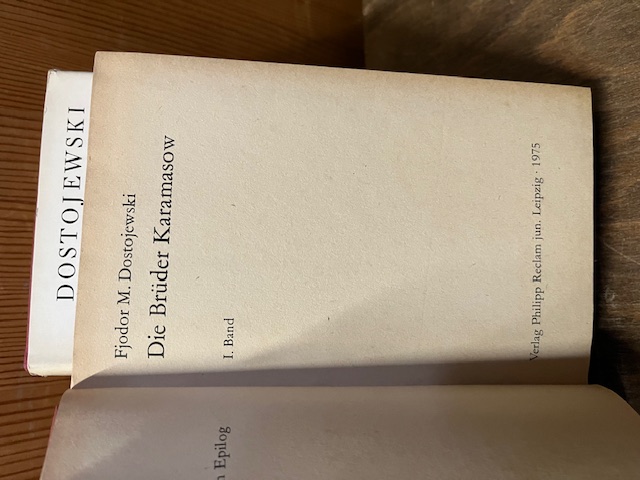 DOSTOJEWSKI
Fjodor M. Dostojewski
Die Brüder Karamasow
I. Band
Verlag Philipp Reclam jun. Leipzig · 1975
Epilog